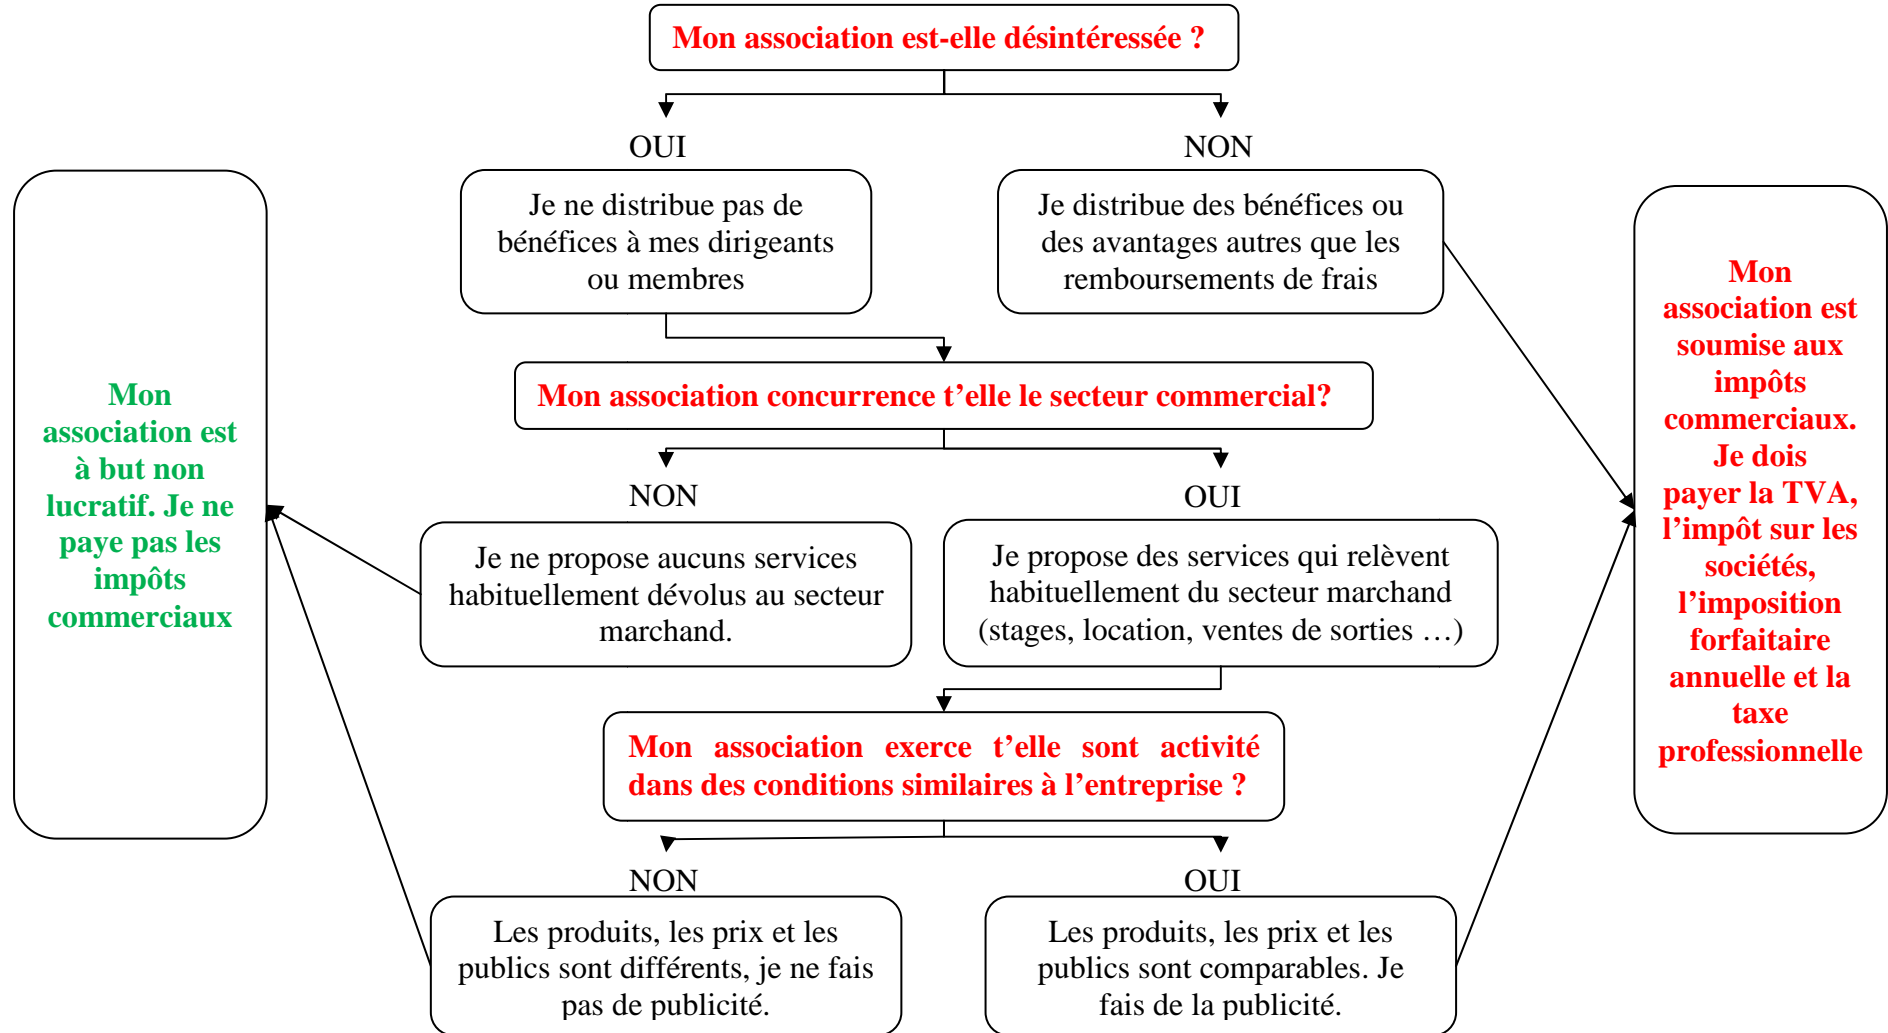 Mon association est-elle désintéressée ?
OUI
NON
Je ne distribue pas de
bénéfices à mes dirigeants
ou membres
Je distribue des bénéfices ou
des avantages autres que les
remboursements de frais
Mon association concurrence t’elle le secteur commercial?
NON
OUI
Je ne propose aucuns services
habituellement dévolus au secteur
marchand.
Je propose des services qui relèvent
habituellement du secteur marchand
(stages, location, ventes de sorties …)
Mon association exerce t’elle sont activité
dans des conditions similaires à l’entreprise ?
NON
OUI
Les produits, les prix et les
publics sont différents, je ne fais
pas de publicité.
Les produits, les prix et les
publics sont comparables. Je
fais de la publicité.
Mon
association est
à but non
lucratif. Je ne
paye pas les
impôts
commerciaux
Mon
association est
soumise aux
impôts
commerciaux.
Je dois
payer la TVA,
l’impôt sur les
sociétés,
l’imposition
forfaitaire
annuelle et la
taxe
professionnelle